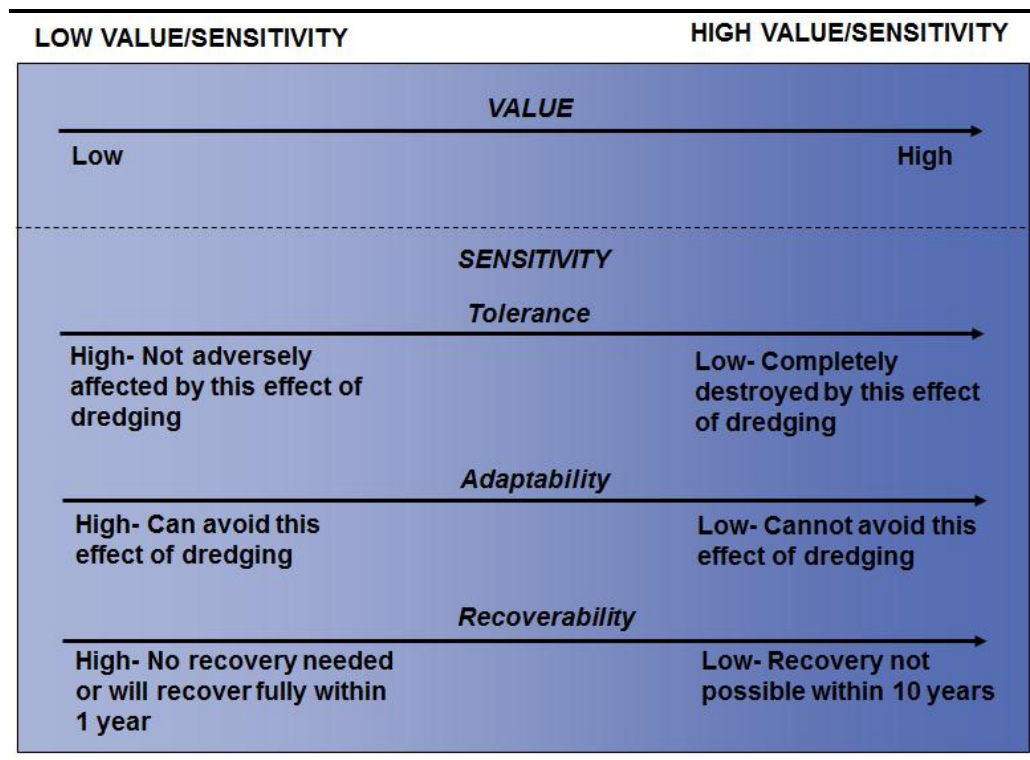 LOW VALUE/SENSITIVITY
HIGH VALUE/SENSITIVITY
VALUE
Low
High
SENSITIVITY
Tolerance
High- Not adversely
affected by this effect of
dredging
Low- Completely
destroyed by this effect
of dredging
Adaptability
High- Can avoid this
effect of dredging
Low- Cannot avoid this
effect of dredging
Recoverability
High- No recovery needed
or will recover fully within
1 year
Low- Recovery not
possible within 10 years